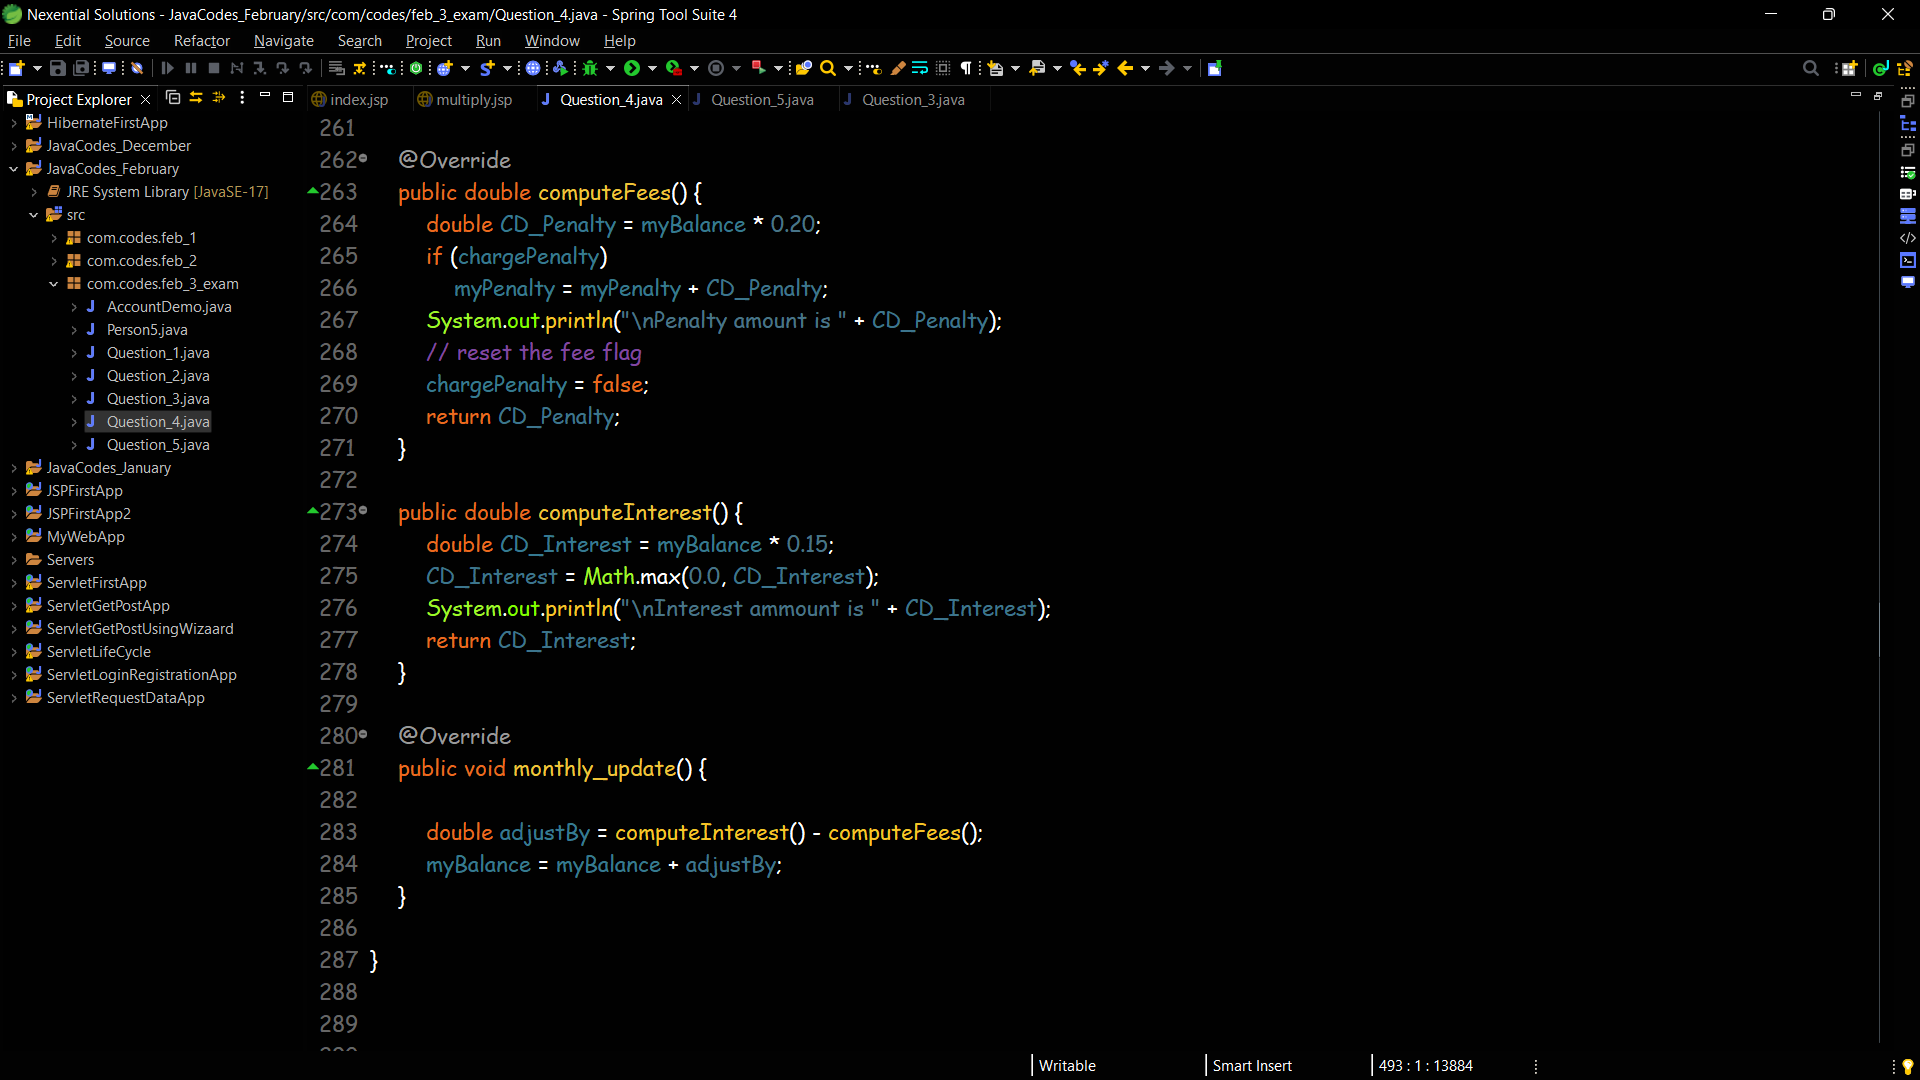 Nexential Solutions - JavaCodes_February/src/com/codes/feb_3_exam/Question_4.java - Spring Tool Suite 4
File Edit Source Refactor Navigate Search Project Run Window Help
Project Explorer
index.jsp multiply.jsp Question_4.java Question_5.java Question_3.java
HibernateFirstApp
JavaCodes_December
JavaCodes_February
JRE System Library [JavaSE-17]
src
com.codes.feb_1
com.codes.feb_2
com.codes.feb_3_exam
AccountDemo.java
Person5.java
Question_1.java
Question_2.java
Question_3.java
Question_4.java
Question_5.java
JavaCodes_January
JSPFirstApp
JSPFirstApp2
MyWebApp
Servers
ServletFirstApp
ServletGetPostApp
ServletGetPostUsingWizaard
ServletLifeCycle
ServletLoginRegistrationApp
ServletRequestDataApp
261
262 @Override
263 public double computeFees() {
264 double CD_Penalty = myBalance * 0.20;
265 if (chargePenalty)
266 myPenalty = myPenalty + CD_Penalty;
267 System.out.println("\nPenalty amount is " + CD_Penalty);
268 // reset the fee flag
269 chargePenalty = false;
270 return CD_Penalty;
271 }
272
273 public double computeInterest() {
274 double CD_Interest = myBalance * 0.15;
275 CD_Interest = Math.max(0.0, CD_Interest);
276 System.out.println("\nInterest ammount is " + CD_Interest);
277 return CD_Interest;
278 }
279
280 @Override
281 public void monthly_update() {
282
283 double adjustBy = computeInterest() - computeFees();
284 myBalance = myBalance + adjustBy;
285 }
286
287 }
288
289
Writable Smart Insert 493 : 1 : 13884